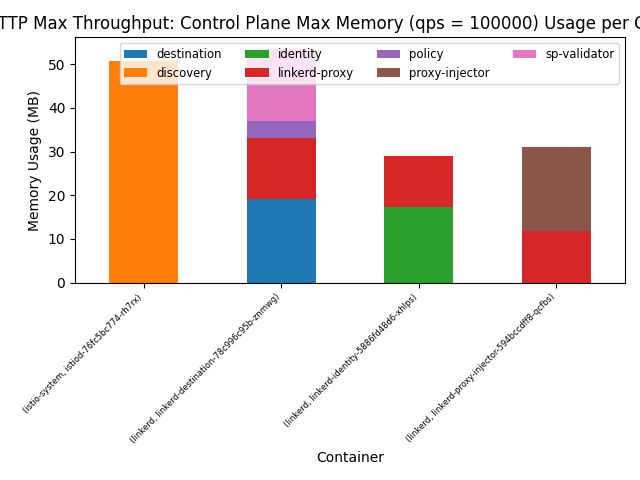 TTP Max Throughput: Control Plane Max Memory (qps = 100000) Usage per C
destination
identity
policy
sp-validator
discovery
linkerd-proxy
proxy-injector
Memory Usage (MB)
50
40
30
20
10
0
(istio-system, istiod-76fc5bc774-rh7rx)
(linkerd, linkerd-destination-78c996c95b-znmwg)
(linkerd, linkerd-identity-5886fd48d6-xhlps)
(linkerd, linkerd-proxy-injector-594bccdff8-qcfbs)
Container